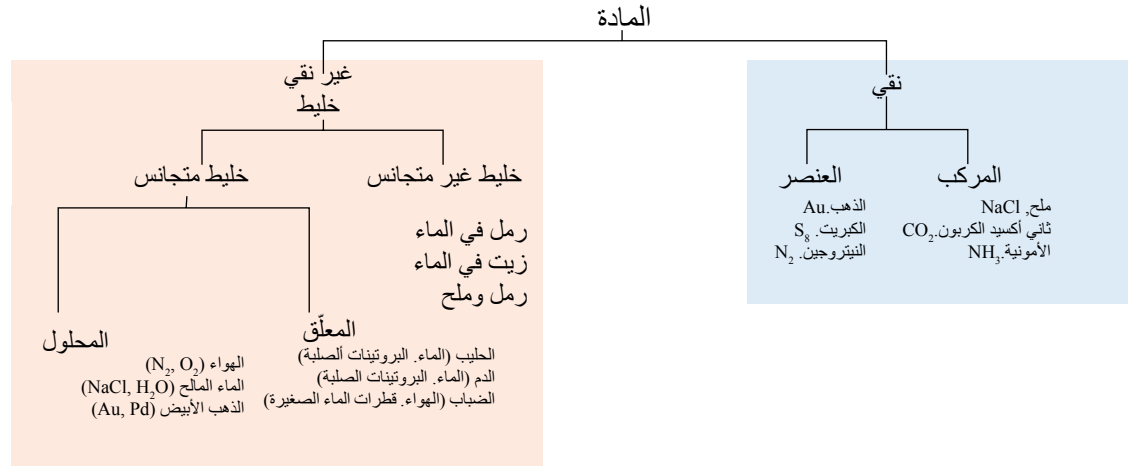 المادة
نقي
المركب
ملح, NaCl
ثاني أكسيد الكربون.CO₂
الأمونية.NH₃
العنصر
الذهب.Au
الكبريت. S₈
النيتروجين. N₂
غير نقي
خليط
خليط غير متجانس
رمل في الماء
زيت في الماء
رمل وملح
خليط متجانس
المعلّق
الحليب (الماء. البروتينات ألصلبة)
الدم (الماء. البروتينات الصلبة)
الضباب (الهواء. قطرات الماء الصغيرة)
المحلول
الهواء (N₂, O₂)
الماء المالح (NaCl, H₂O)
الذهب الأبيض (Au, Pd)